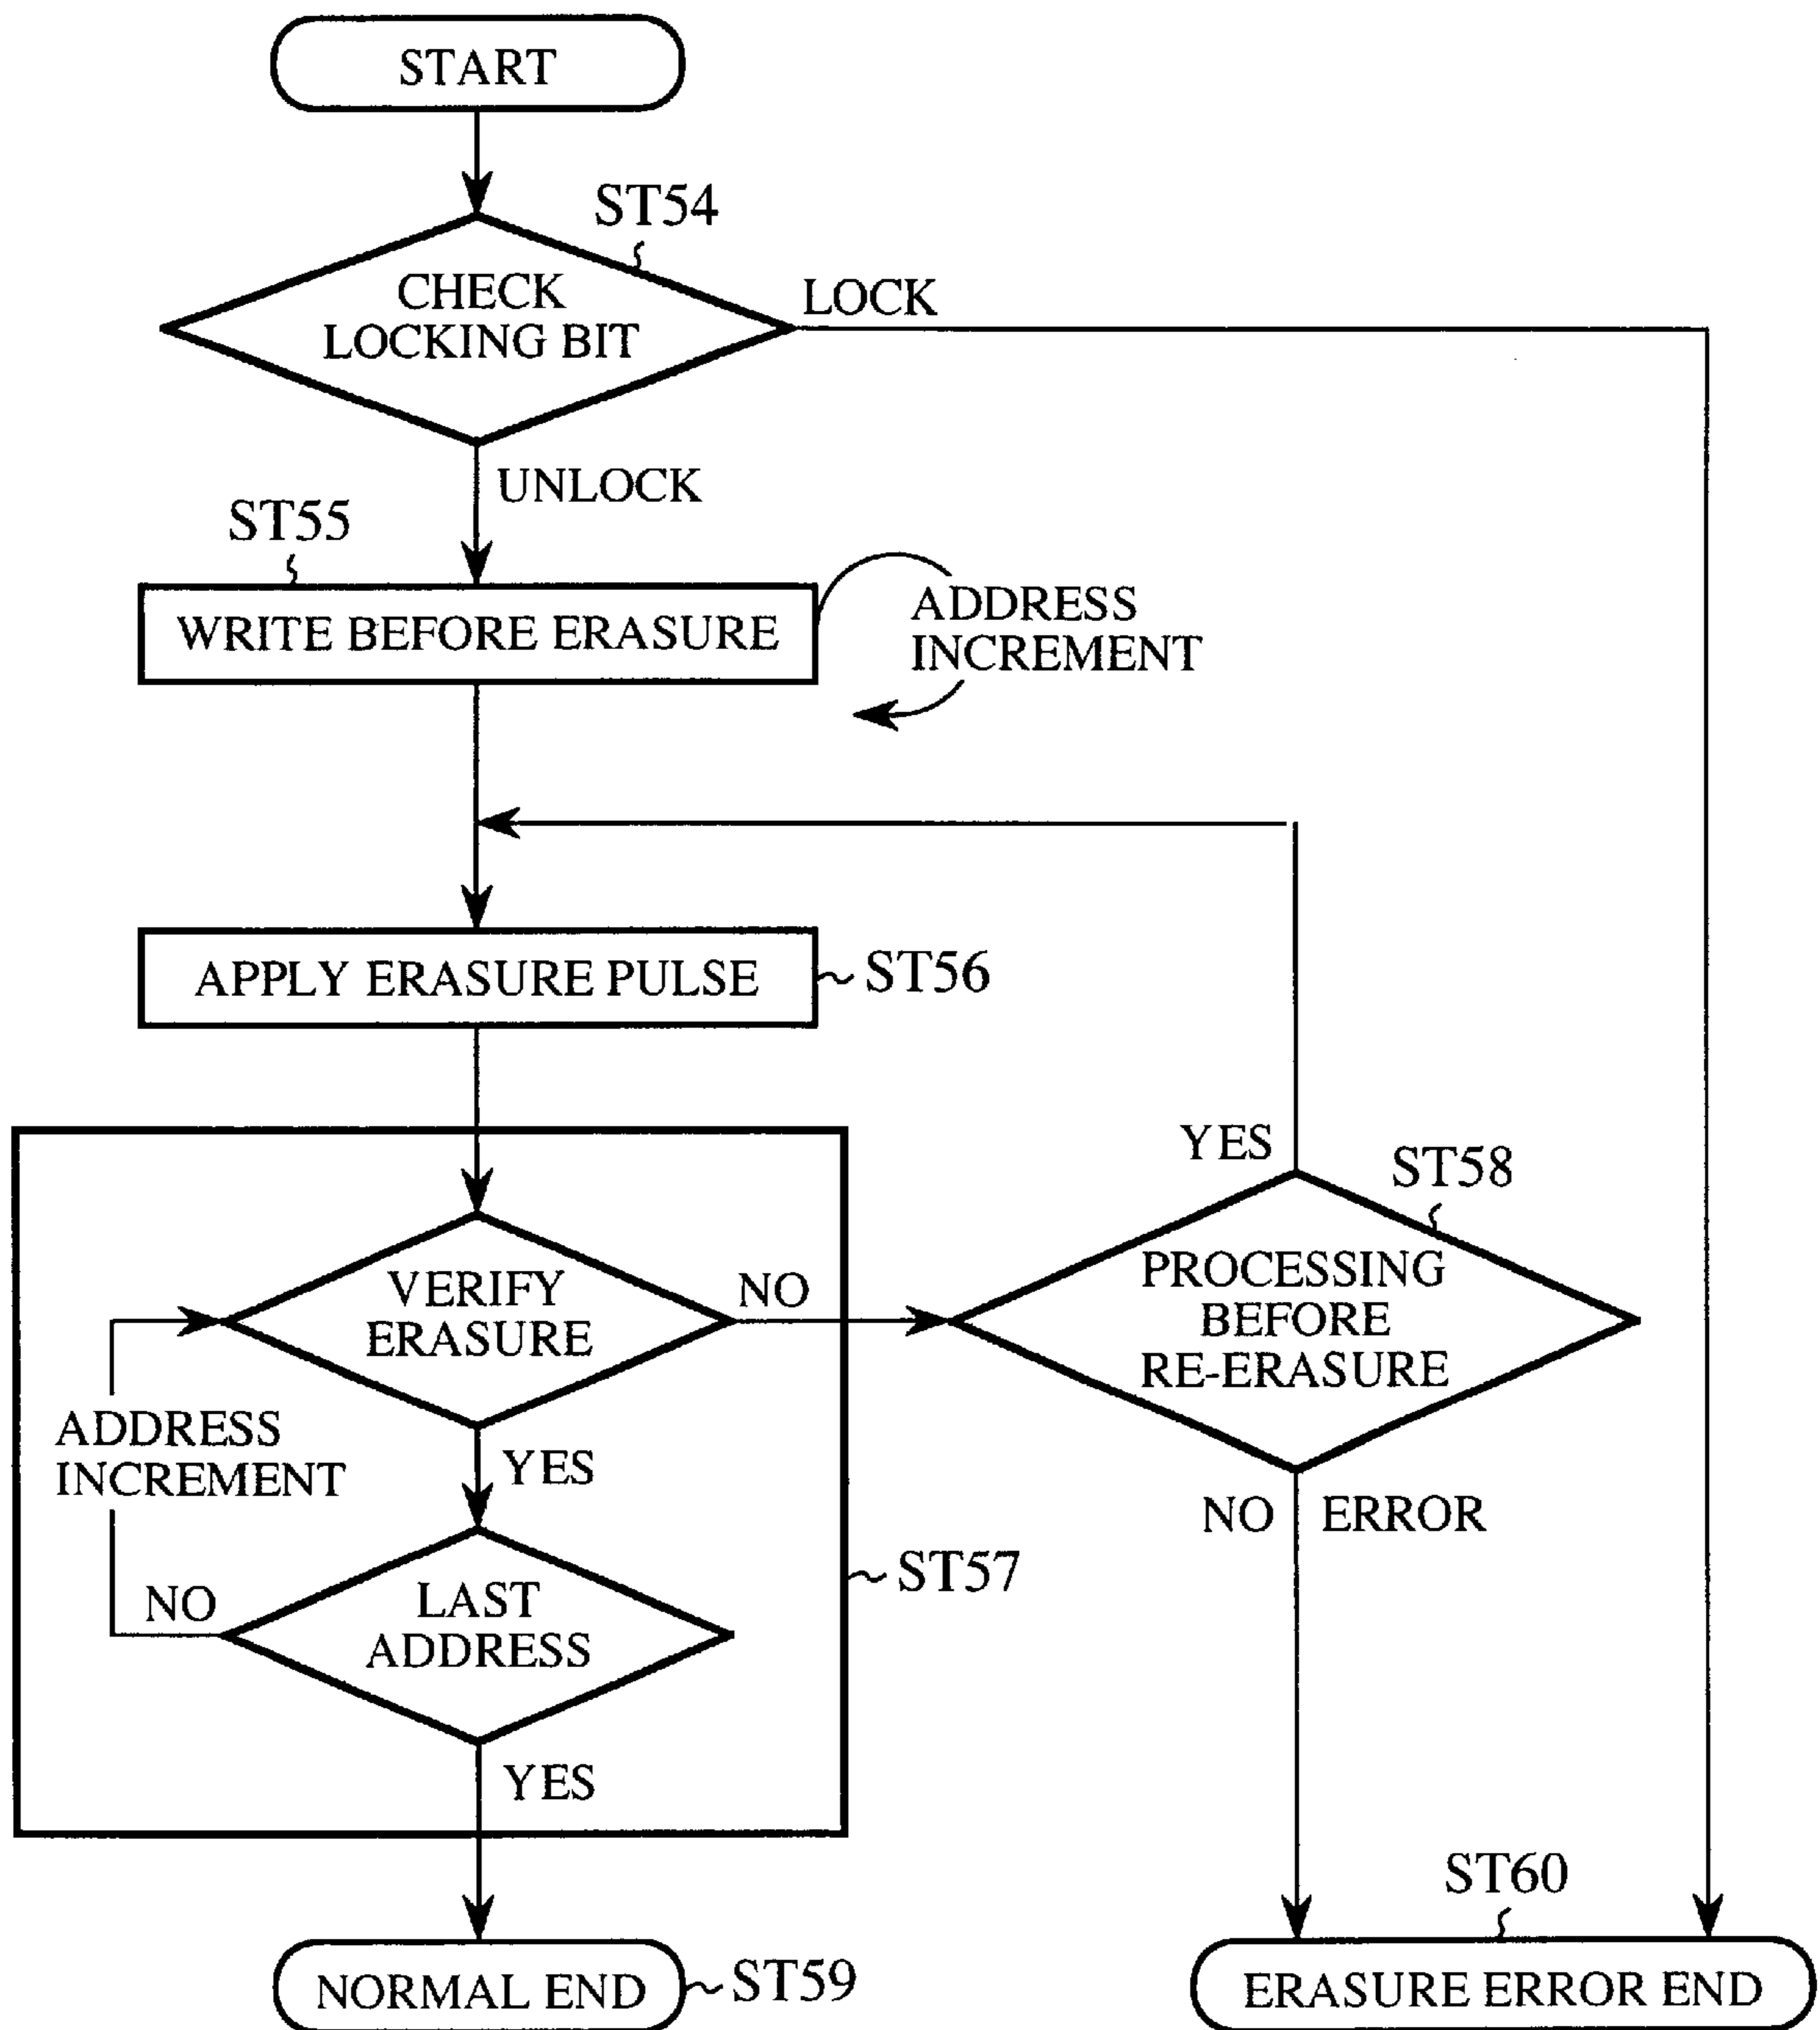 START
ST54
CHECK
LOCKING BIT
LOCK
UNLOCK
ST55
WRITE BEFORE ERASURE
ADDRESS
INCREMENT
APPLY ERASURE PULSE
ST56
YES
ST58
VERIFY
ERASURE
NO
PROCESSING
BEFORE
RE-ERASURE
ADDRESS
INCREMENT
YES
NO ERROR
LAST
ADDRESS
NO
ST57
YES
ST60
NORMAL END
ST59
ERASURE ERROR END